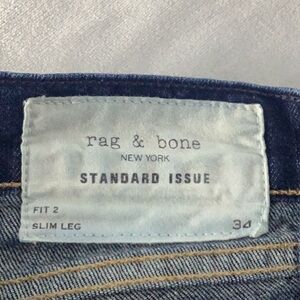 rag & bone
NEW YORK
STANDARD ISSUE
FIT 2
SLIM LEG 34